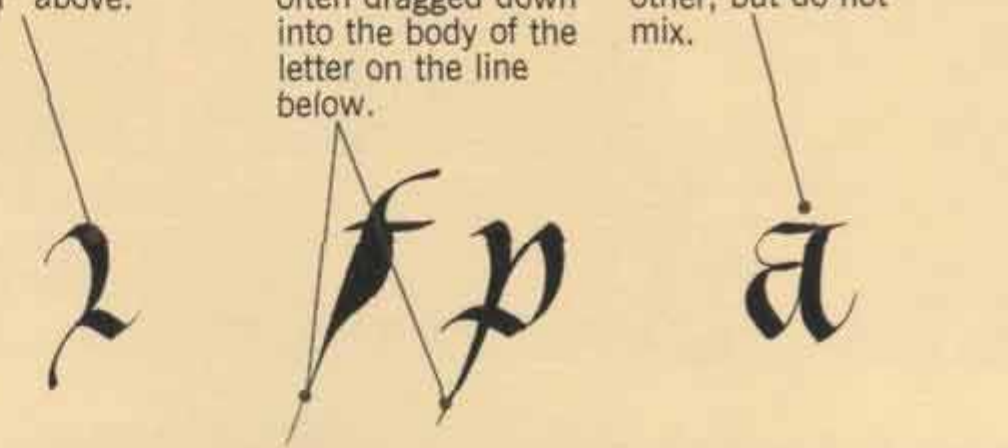 above.
often dragged down
into the body of the
letter on the line
below.
other, but do not
mix.
2 f p a